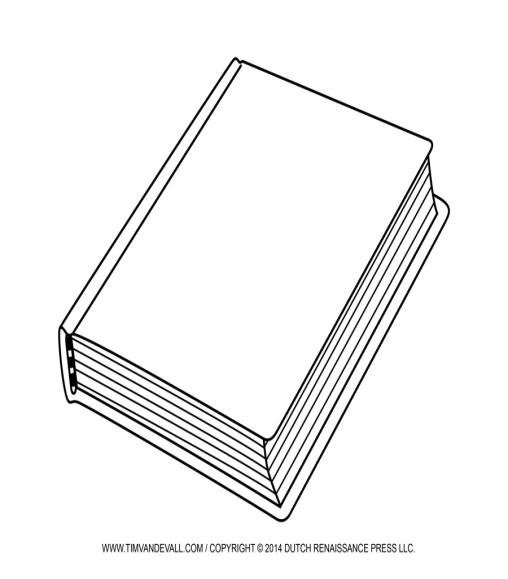 WWW.TIMVANDEVALL.COM / COPYRIGHT © 2014 DUTCH RENAISSANCE PRESS LLC.